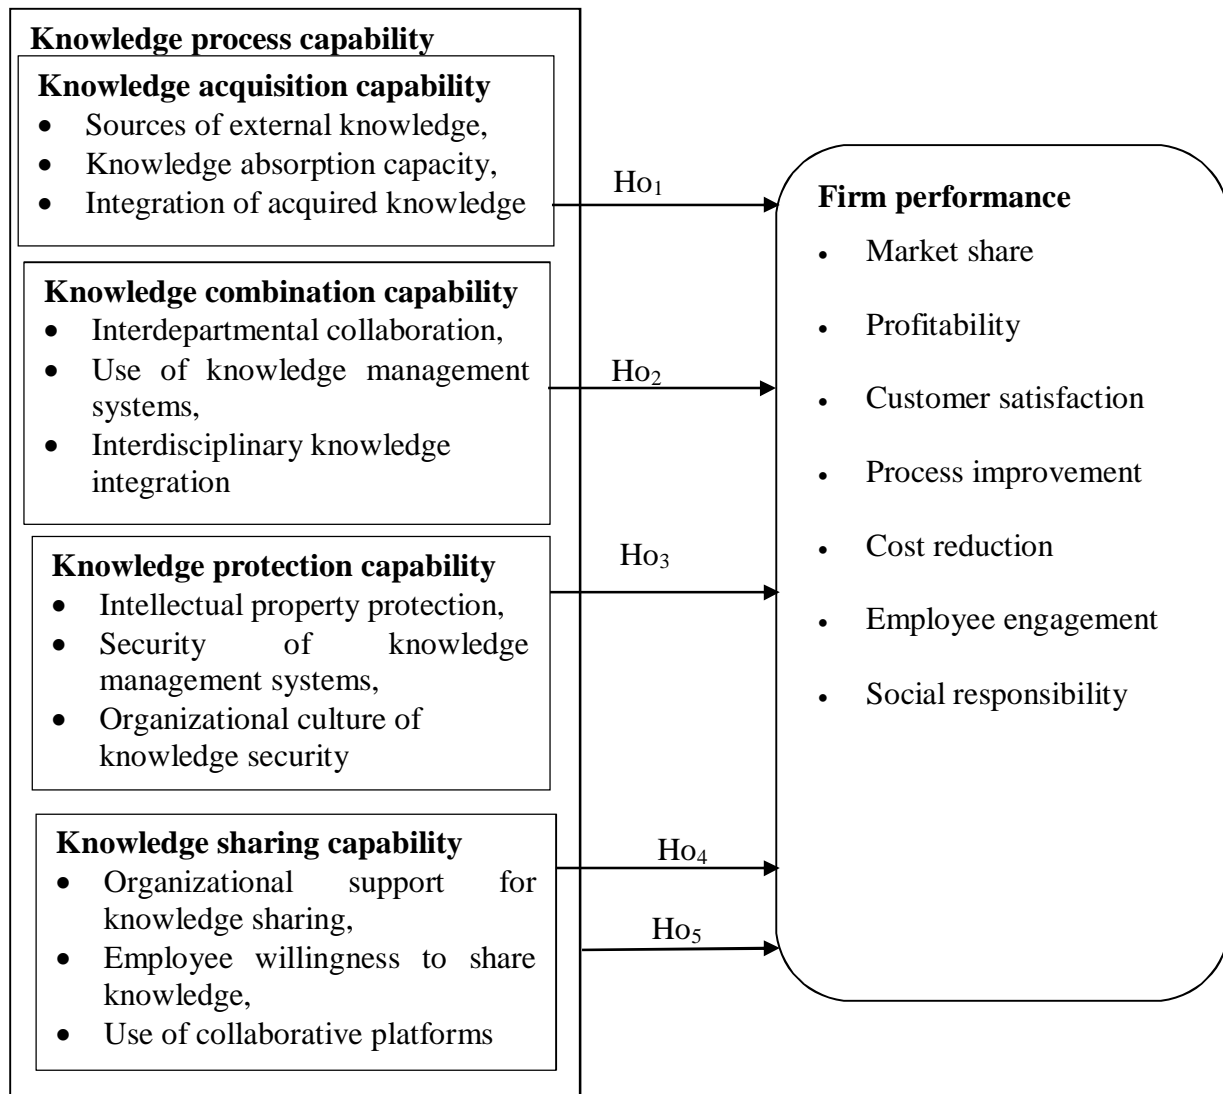 Knowledge process capability
Knowledge acquisition capability
• Sources of external knowledge,
• Knowledge absorption capacity,
• Integration of acquired knowledge
Knowledge combination capability
• Interdepartmental collaboration,
• Use of knowledge management
systems,
• Interdisciplinary knowledge
integration
Knowledge protection capability
• Intellectual property protection,
• Security of knowledge
management systems,
• Organizational culture of
knowledge security
Knowledge sharing capability
• Organizational support for
knowledge sharing,
• Employee willingness to share
knowledge,
• Use of collaborative platforms
Ho₁
Ho₂
Ho₃
Ho₄
Ho₅
Firm performance
• Market share
• Profitability
• Customer satisfaction
• Process improvement
• Cost reduction
• Employee engagement
• Social responsibility